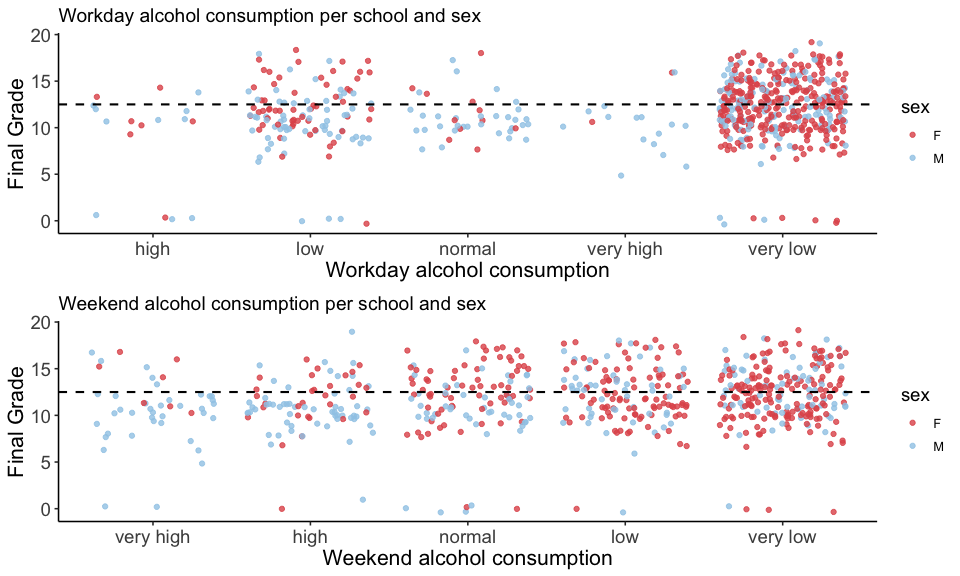 Workday alcohol consumption per school and sex
20
15
10
5
0
Final Grade
high low normal very high very low
Workday alcohol consumption
sex
F
M
Weekend alcohol consumption per school and sex
20
15
10
5
0
Final Grade
very high high normal low very low
Weekend alcohol consumption
sex
F
M